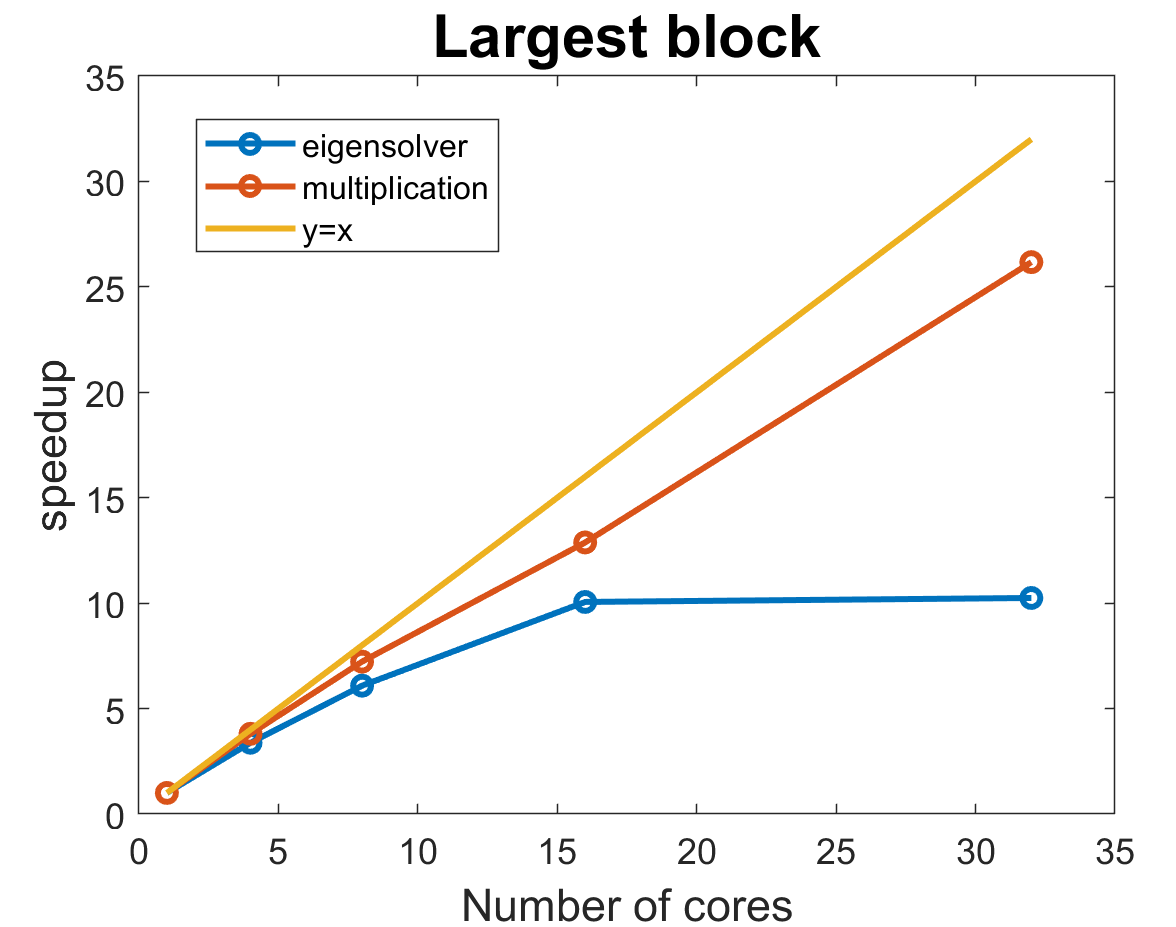 Largest block
35
30
25
20
15
10
5
0
eigensolver
multiplication
y=x
speedup
0 5 10 15 20 25 30 35
Number of cores